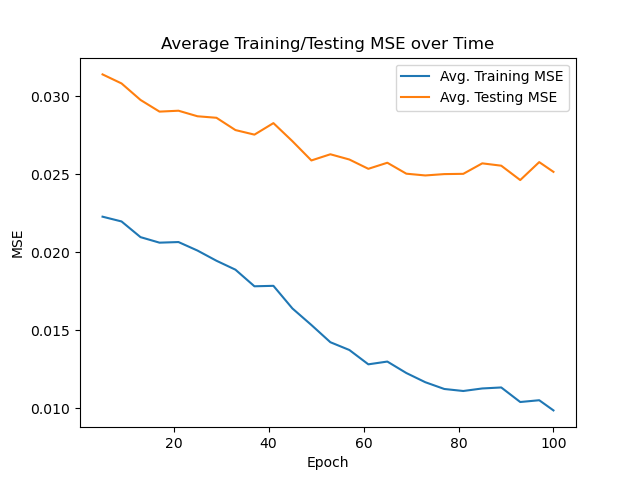 Average Training/Testing MSE over Time
Avg. Training MSE
Avg. Testing MSE
0.030
0.025
0.020
0.015
0.010
MSE
20
40
60
80
100
Epoch